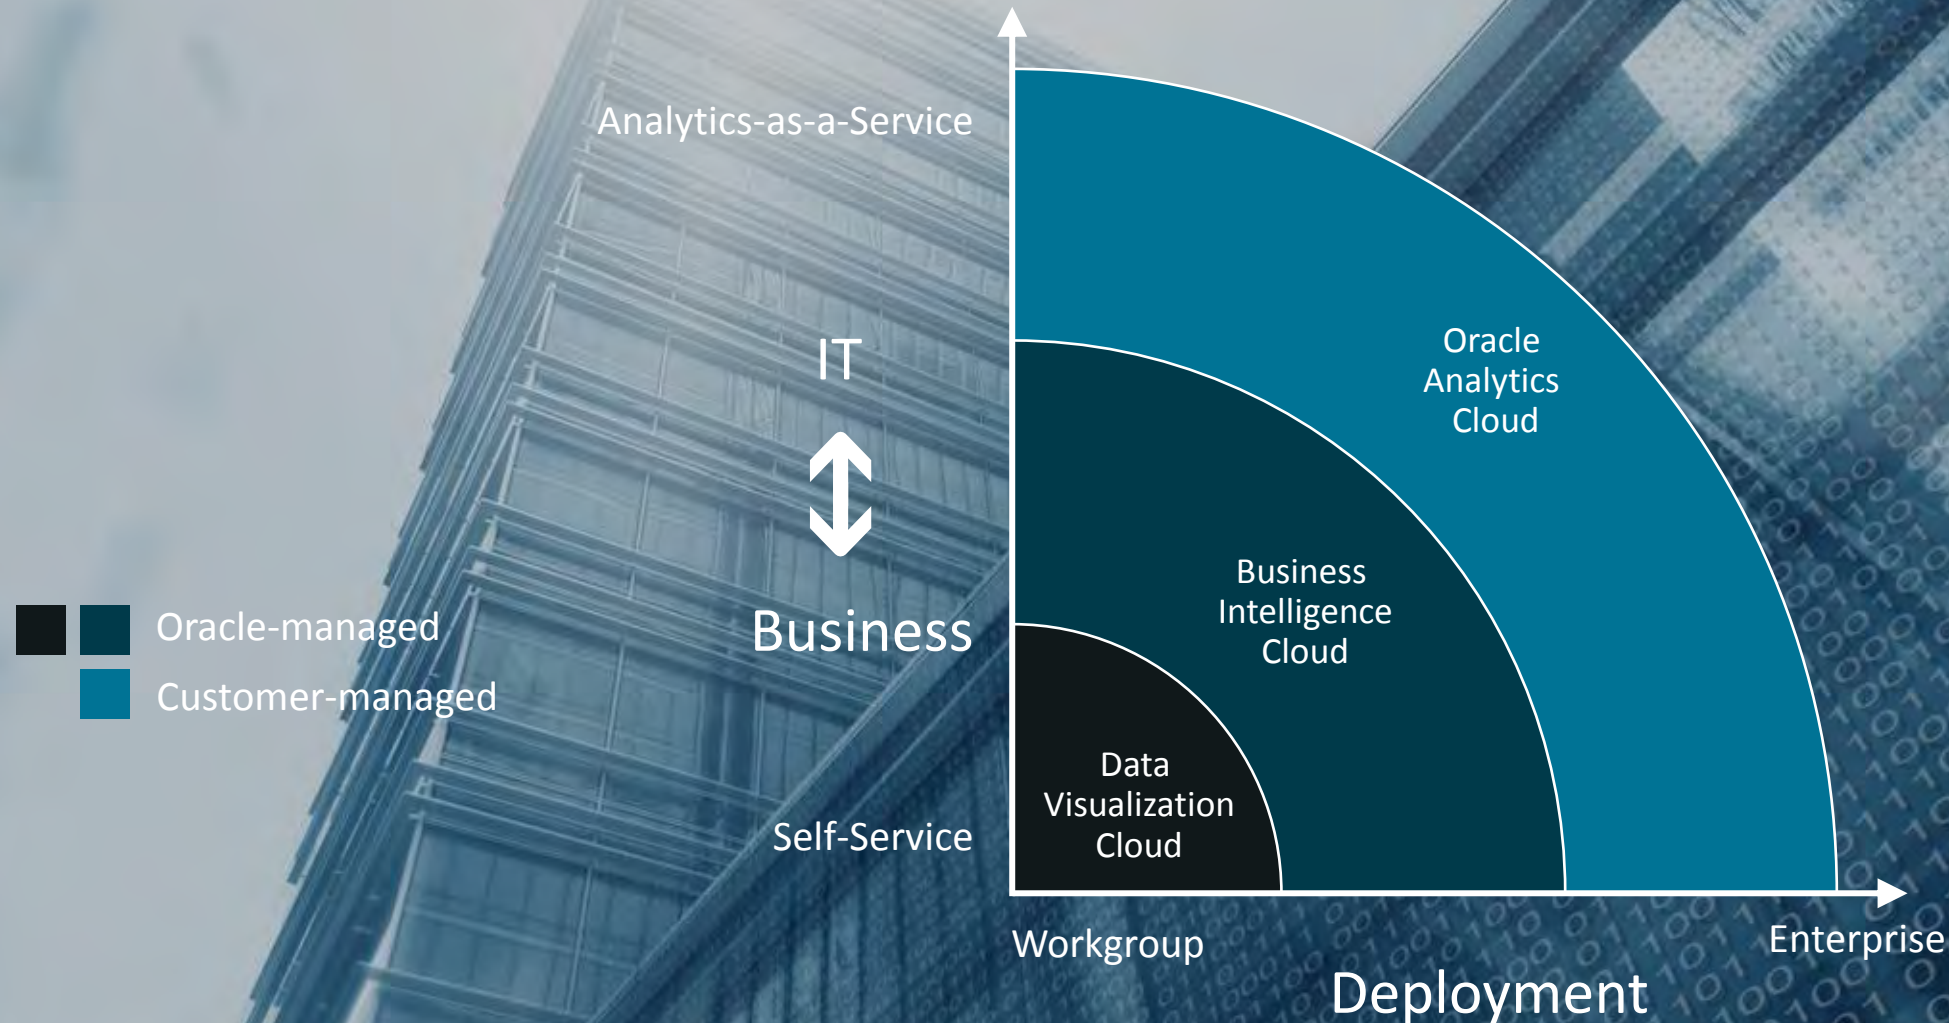 Analytics-as-a-Service
IT
Business
Self-Service
Oracle-managed
Customer-managed
Oracle
Analytics
Cloud
Business
Intelligence
Cloud
Data
Visualization
Cloud
Workgroup
Enterprise
Deployment